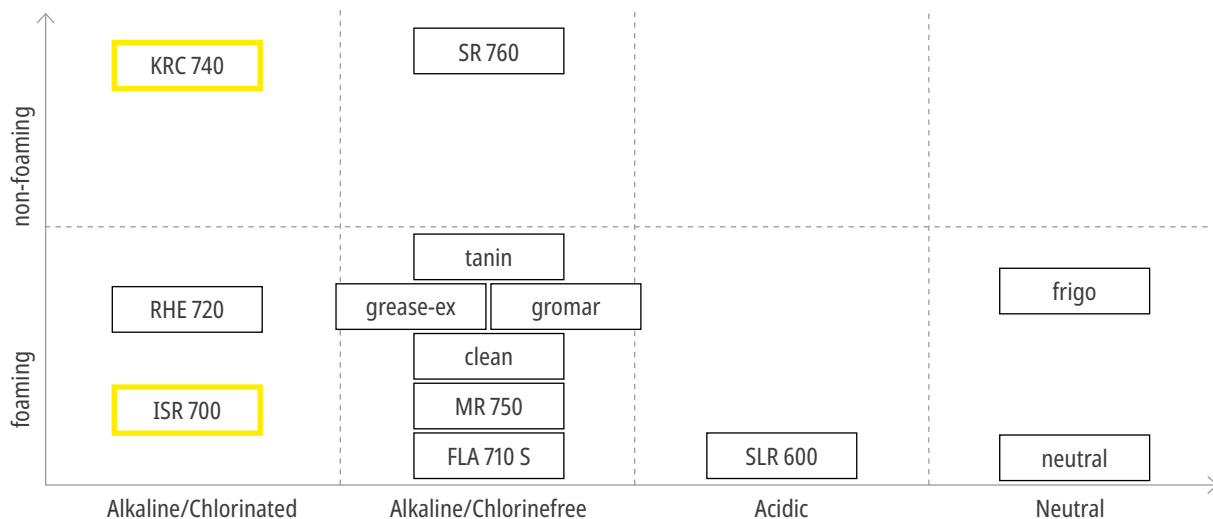 non-foaming
foaming
KRC 740
SR 760
tanin
RHE 720
grease-ex
gromar
frigo
clean
ISR 700
MR 750
FLA 710 S
SLR 600
neutral
Alkaline/Chlorinated
Alkaline/Chlorinefree
Acidic
Neutral